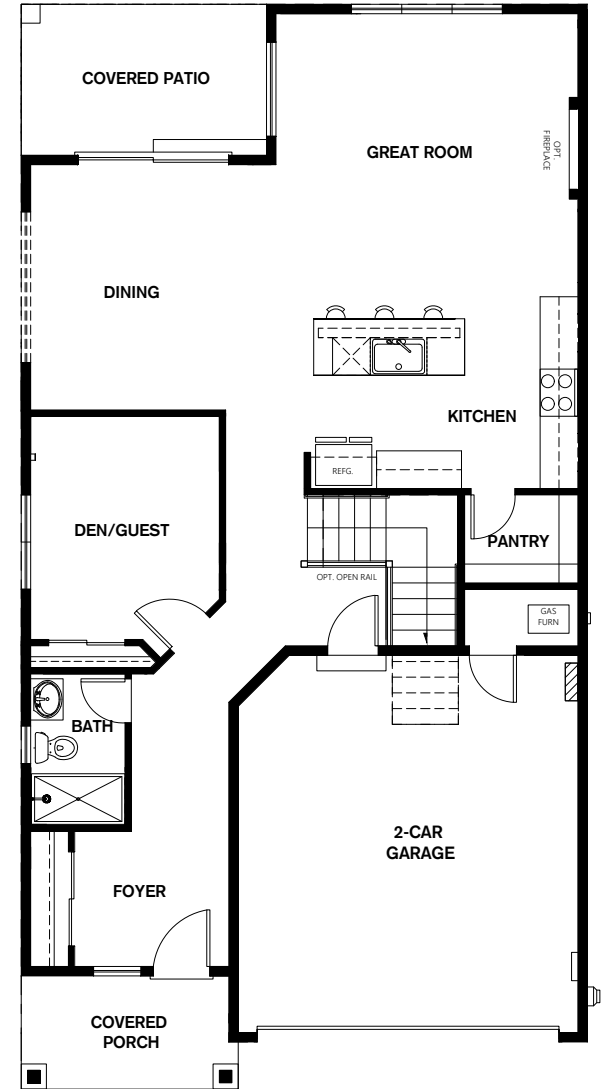 COVERED PATIO
GREAT ROOM
OPT.
FIREPLACE
DINING
KITCHEN
REFG.
DEN/GUEST
PANTRY
OPT. OPEN RAIL
GAS
FURN
BATH
2-CAR
GARAGE
FOYER
COVERED
PORCH